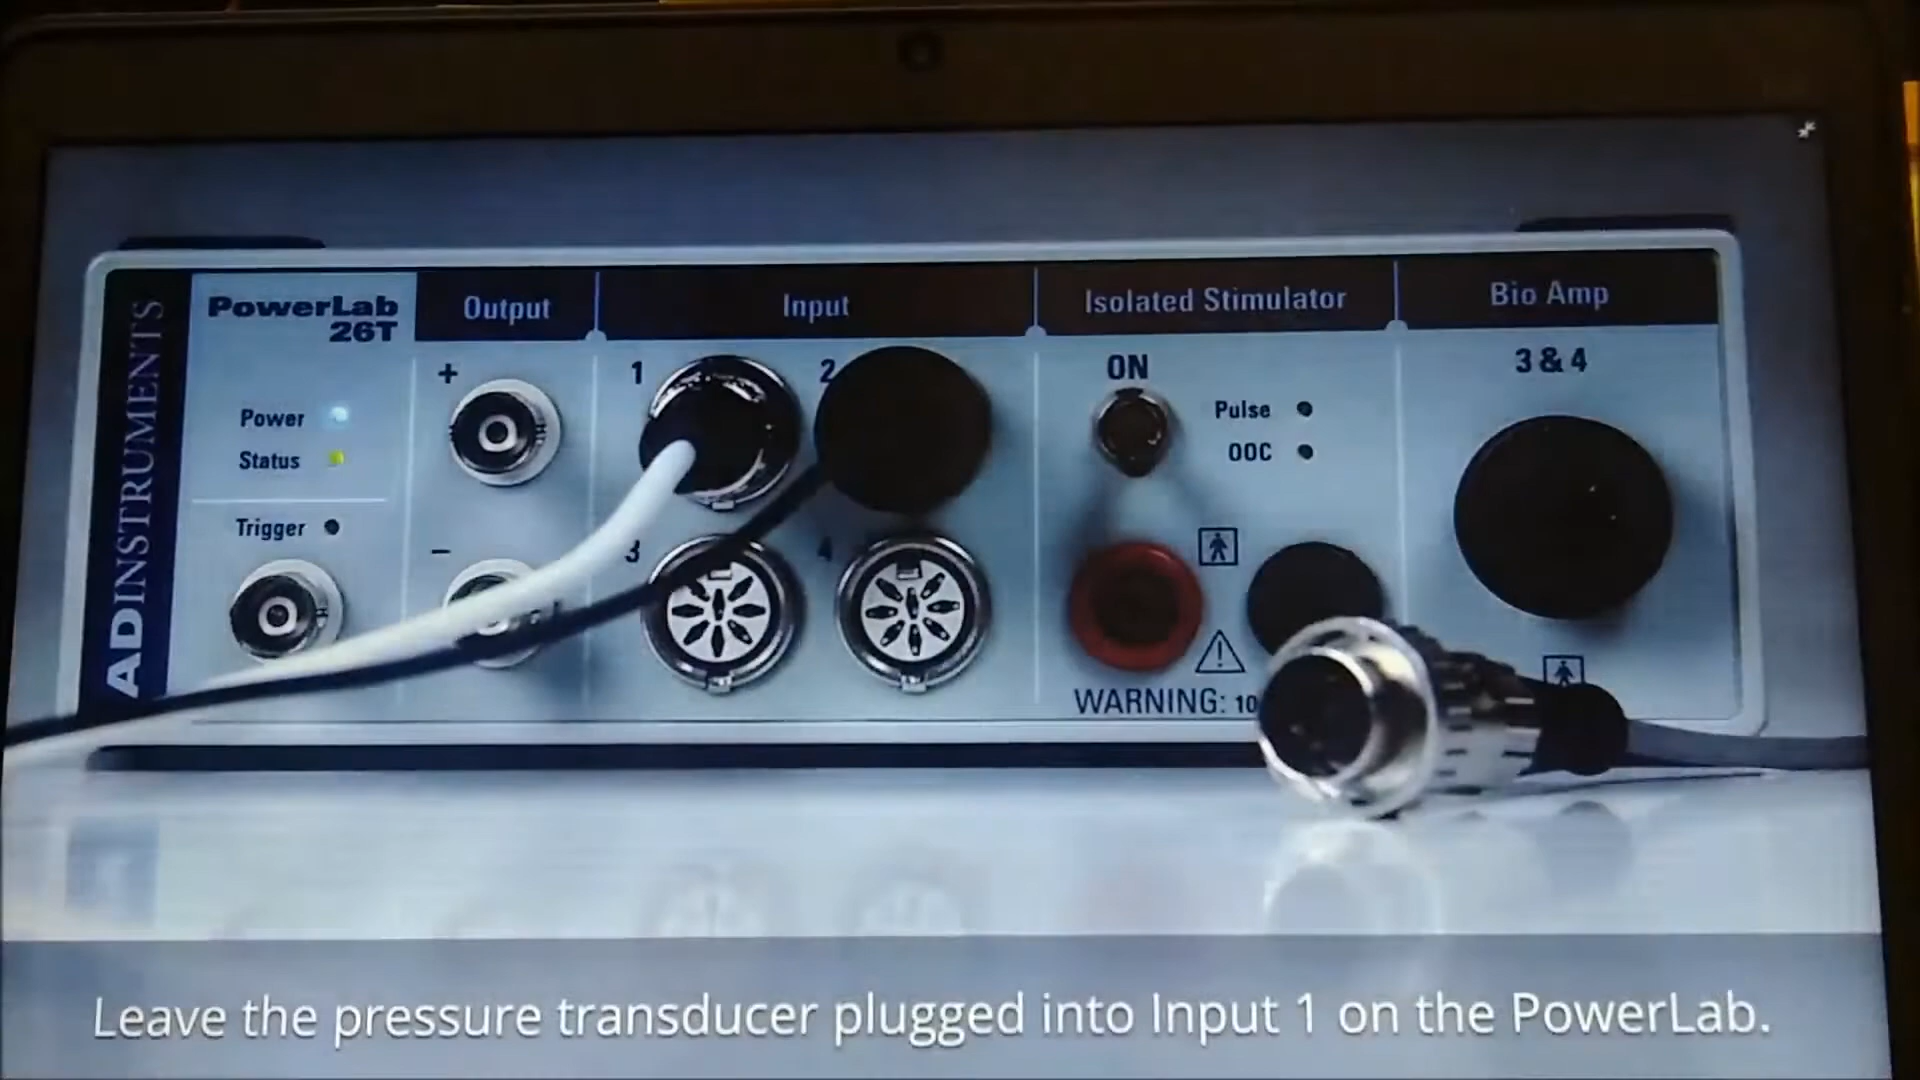 ADINSTRUMENTS
PowerLab
26T
Output
Input
Isolated Stimulator
Bio Amp
Power
Status
Trigger
+
−
1
2
3
4
ON
Pulse
OOC
3 & 4
WARNING: 10
Leave the pressure transducer plugged into Input 1 on the PowerLab.